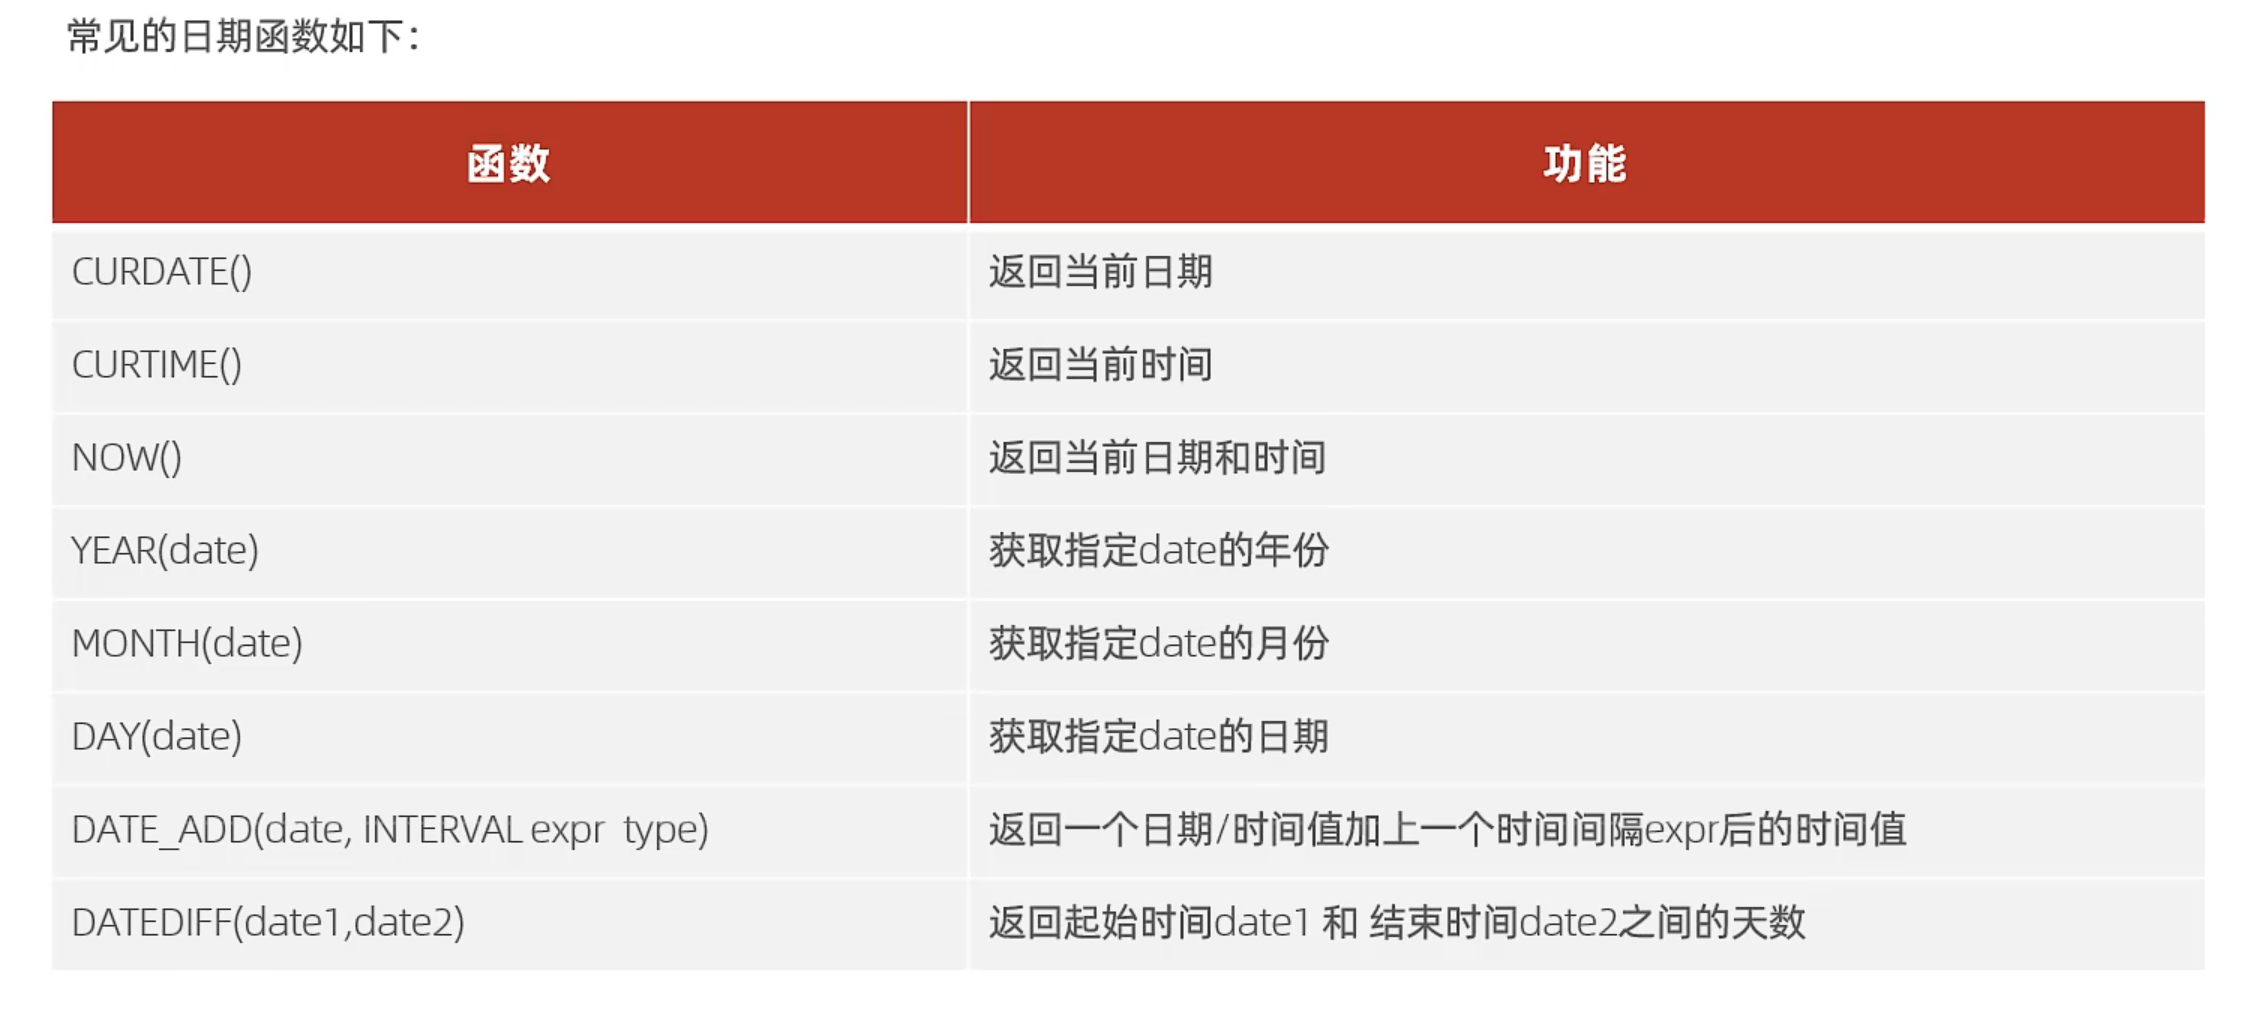 常见的日期函数如下：
函数 功能
CURDATE() 返回当前日期
CURTIME() 返回当前时间
NOW() 返回当前日期和时间
YEAR(date) 获取指定date的年份
MONTH(date) 获取指定date的月份
DAY(date) 获取指定date的日期
DATE_ADD(date, INTERVAL expr type) 返回一个日期/时间值加上一个时间间隔expr后的时间值
DATEDIFF(date1,date2) 返回起始时间date1 和 结束时间date2之间的天数